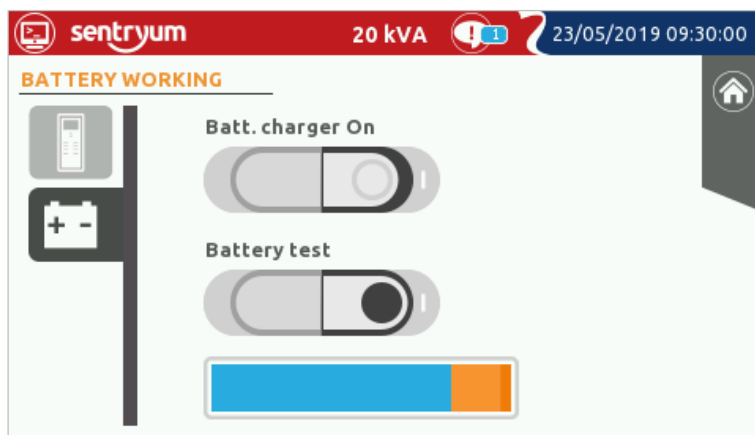 sentryum
20 kVA
1
23/05/2019 09:30:00
BATTERY WORKING
Batt. charger On
Battery test